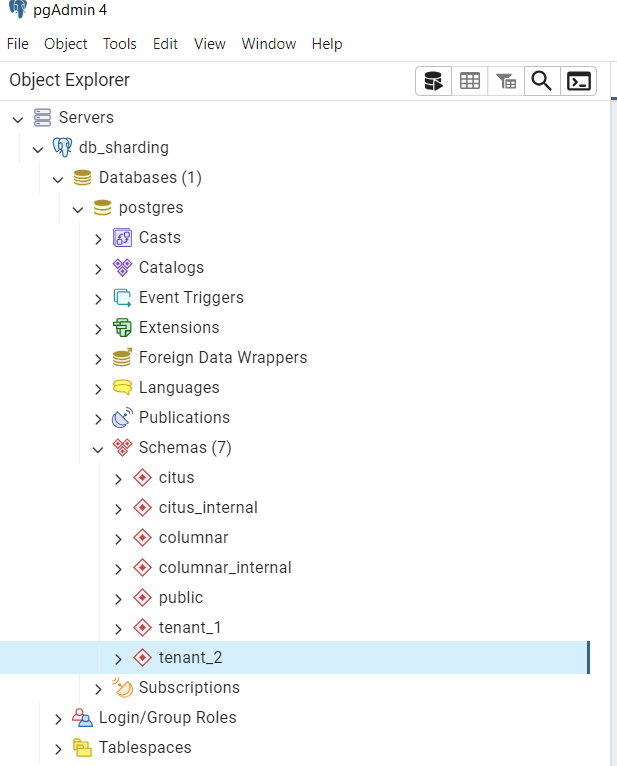 pgAdmin 4
File Object Tools Edit View Window Help
Object Explorer
Servers
db_sharding
Databases (1)
postgres
Casts
Catalogs
Event Triggers
Extensions
Foreign Data Wrappers
Languages
Publications
Schemas (7)
citus
citus_internal
columnar
columnar_internal
public
tenant_1
tenant_2
Subscriptions
Login/Group Roles
Tablespaces